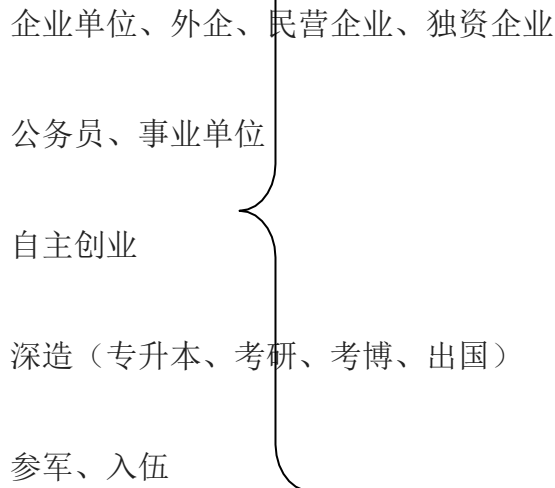 企业单位、外企、民营企业、独资企业
公务员、事业单位
自主创业
深造（专升本、考研、考博、出国）
参军、入伍